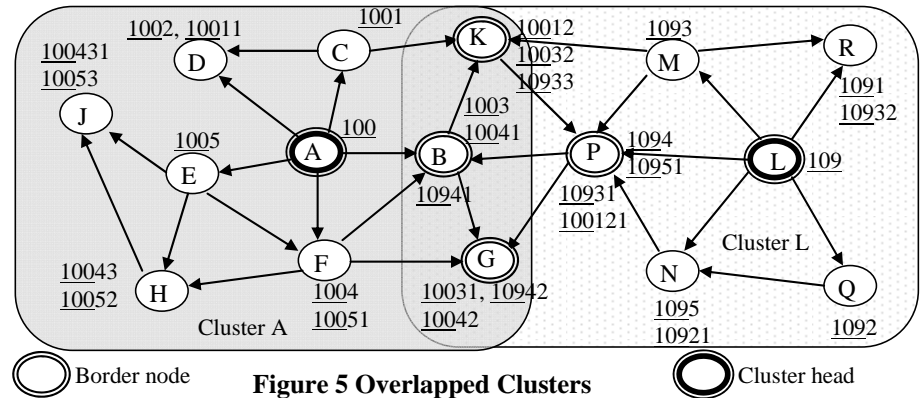 1002, 10011
1001
K
10012
1093
R
100431
10053
D
C
10032
10933
M
1091
10932
J
1003
10041
1005
A
100
B
P
1094
10951
L
109
E
10941
10931
100121
Cluster L
10043
10052
H
F
G
N
Q
1004
10051
10031, 10942
10042
1095
10921
1092
Cluster A
Border node
Figure 5 Overlapped Clusters
Cluster head